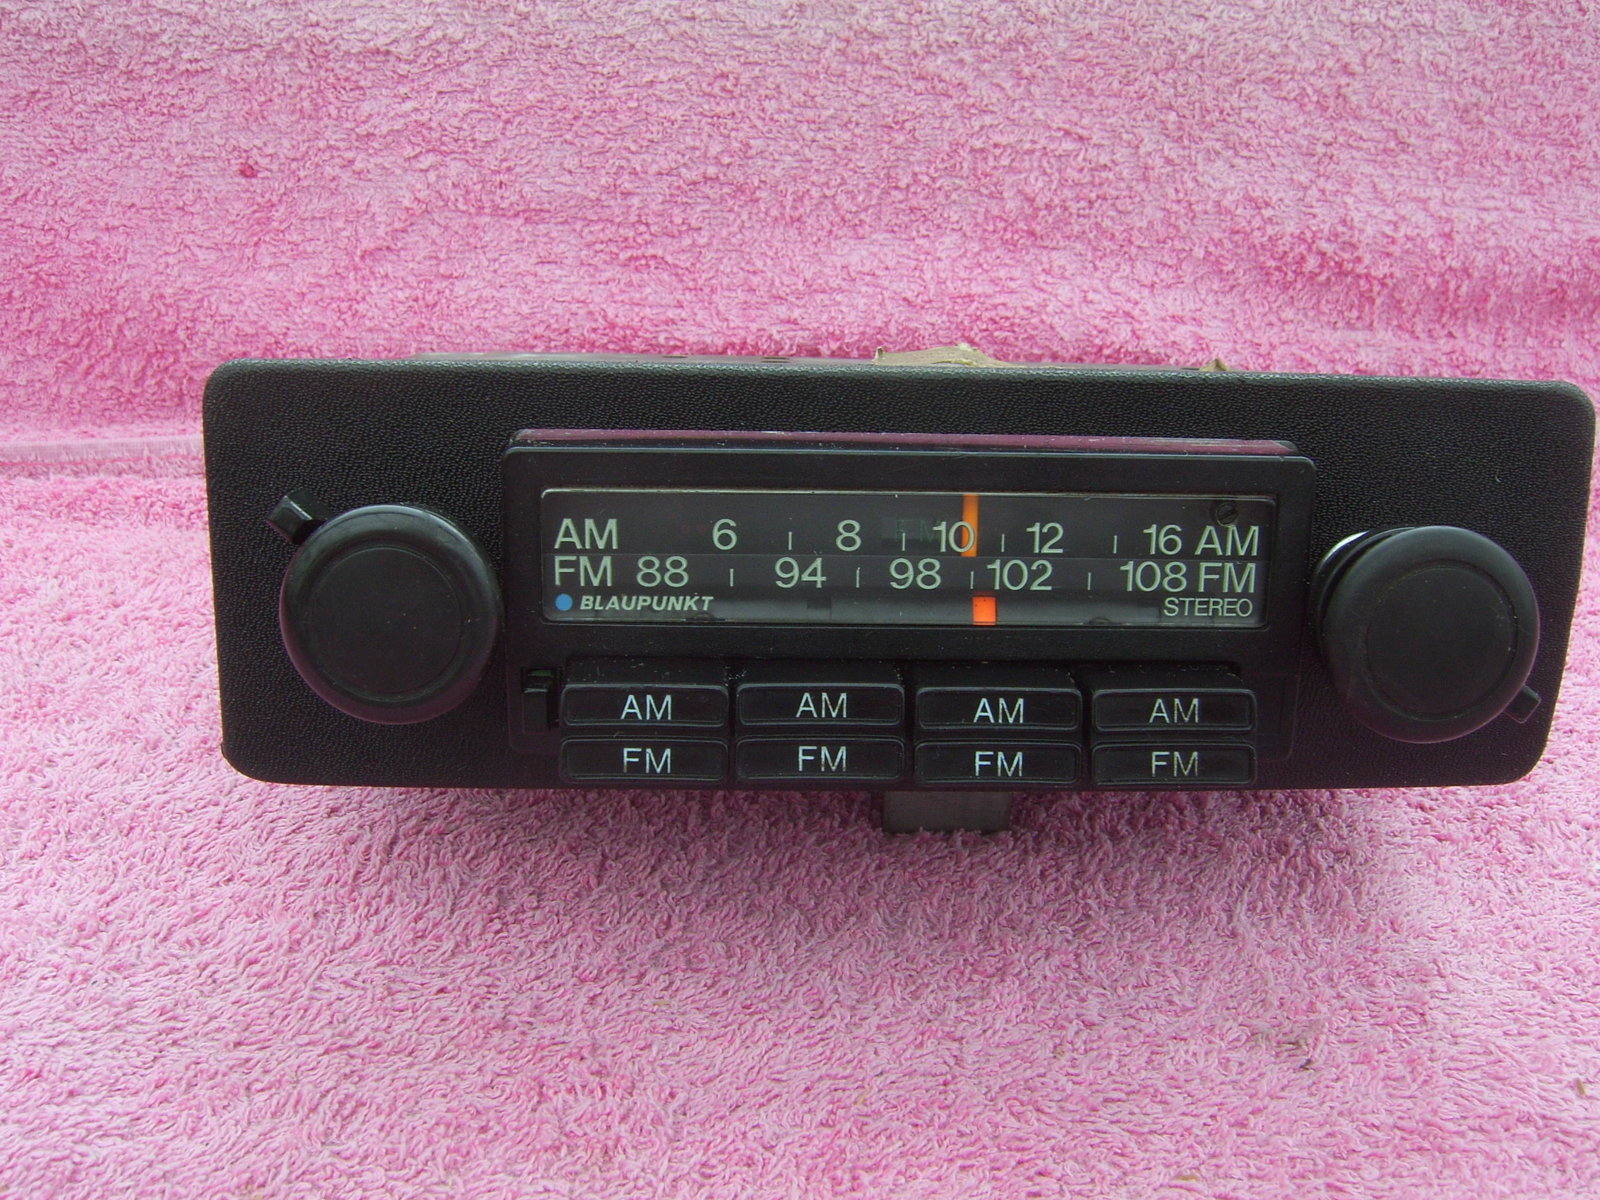 AM 6 8 10 12 16 AM
FM 88 94 98 102 108 FM
BLAUPUNKT STEREO
AM AM AM AM
FM FM FM FM